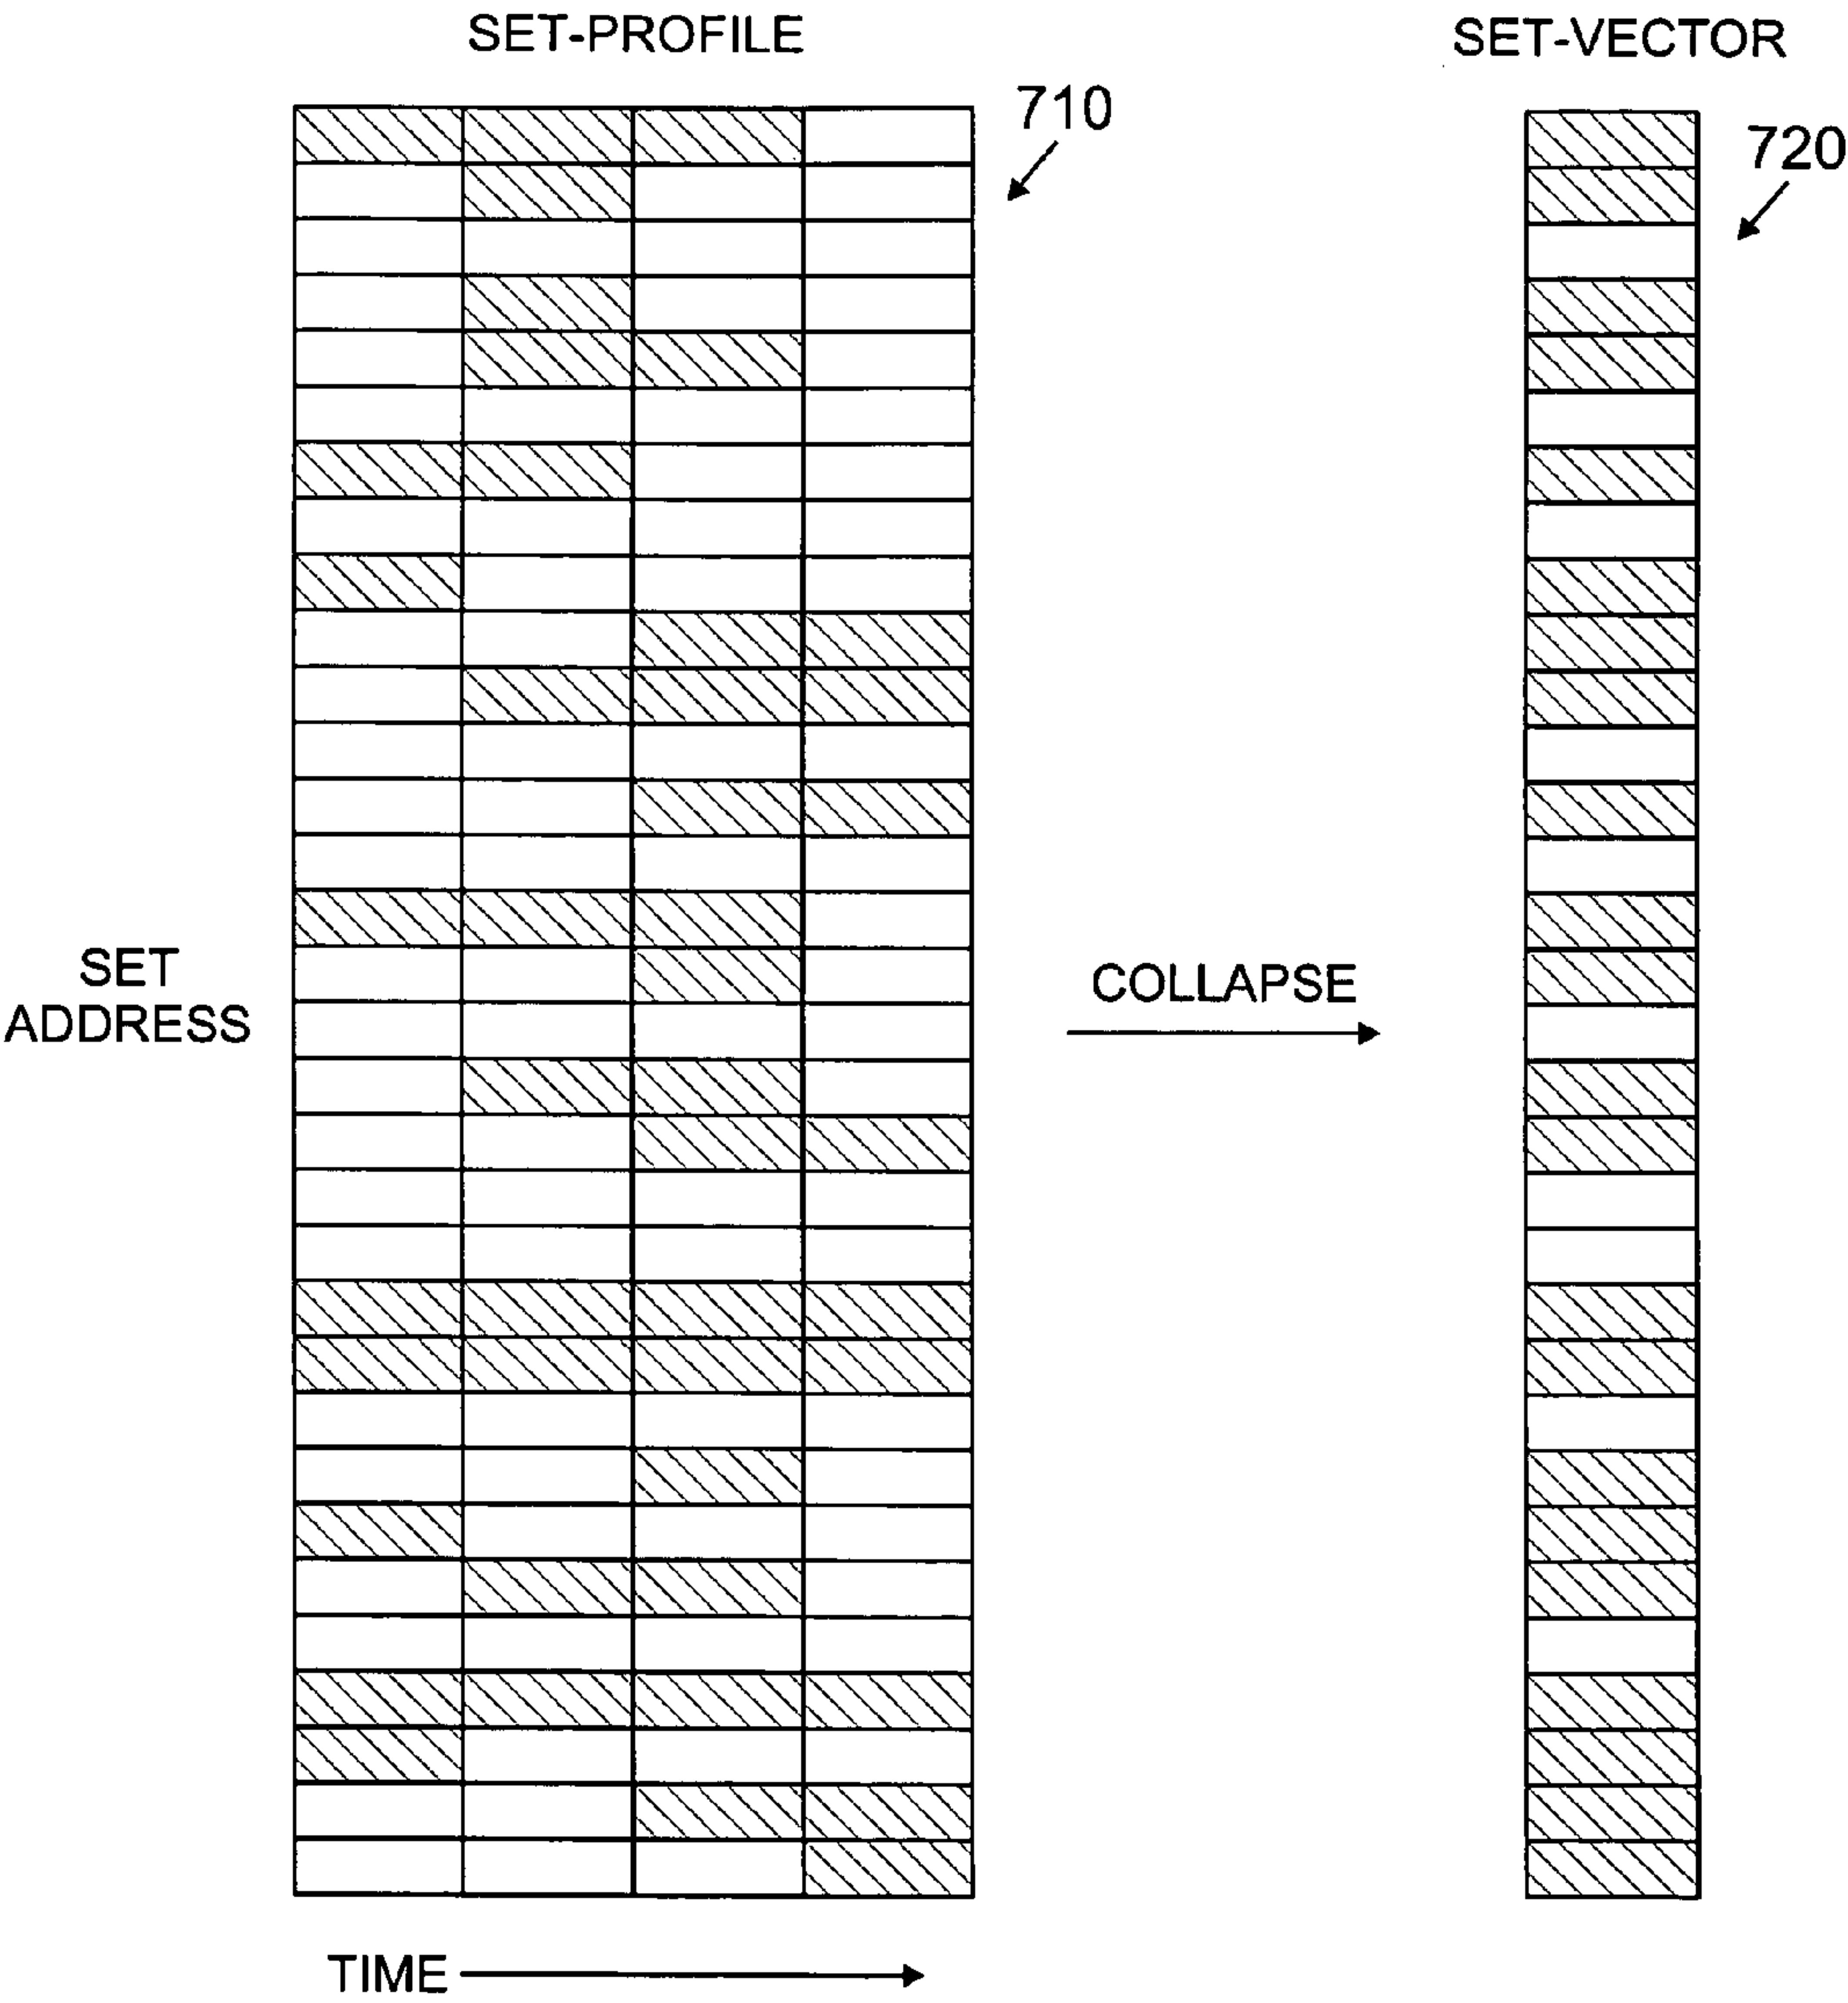 SET-PROFILE
SET-VECTOR
710
720
SET
ADDRESS
COLLAPSE
TIME